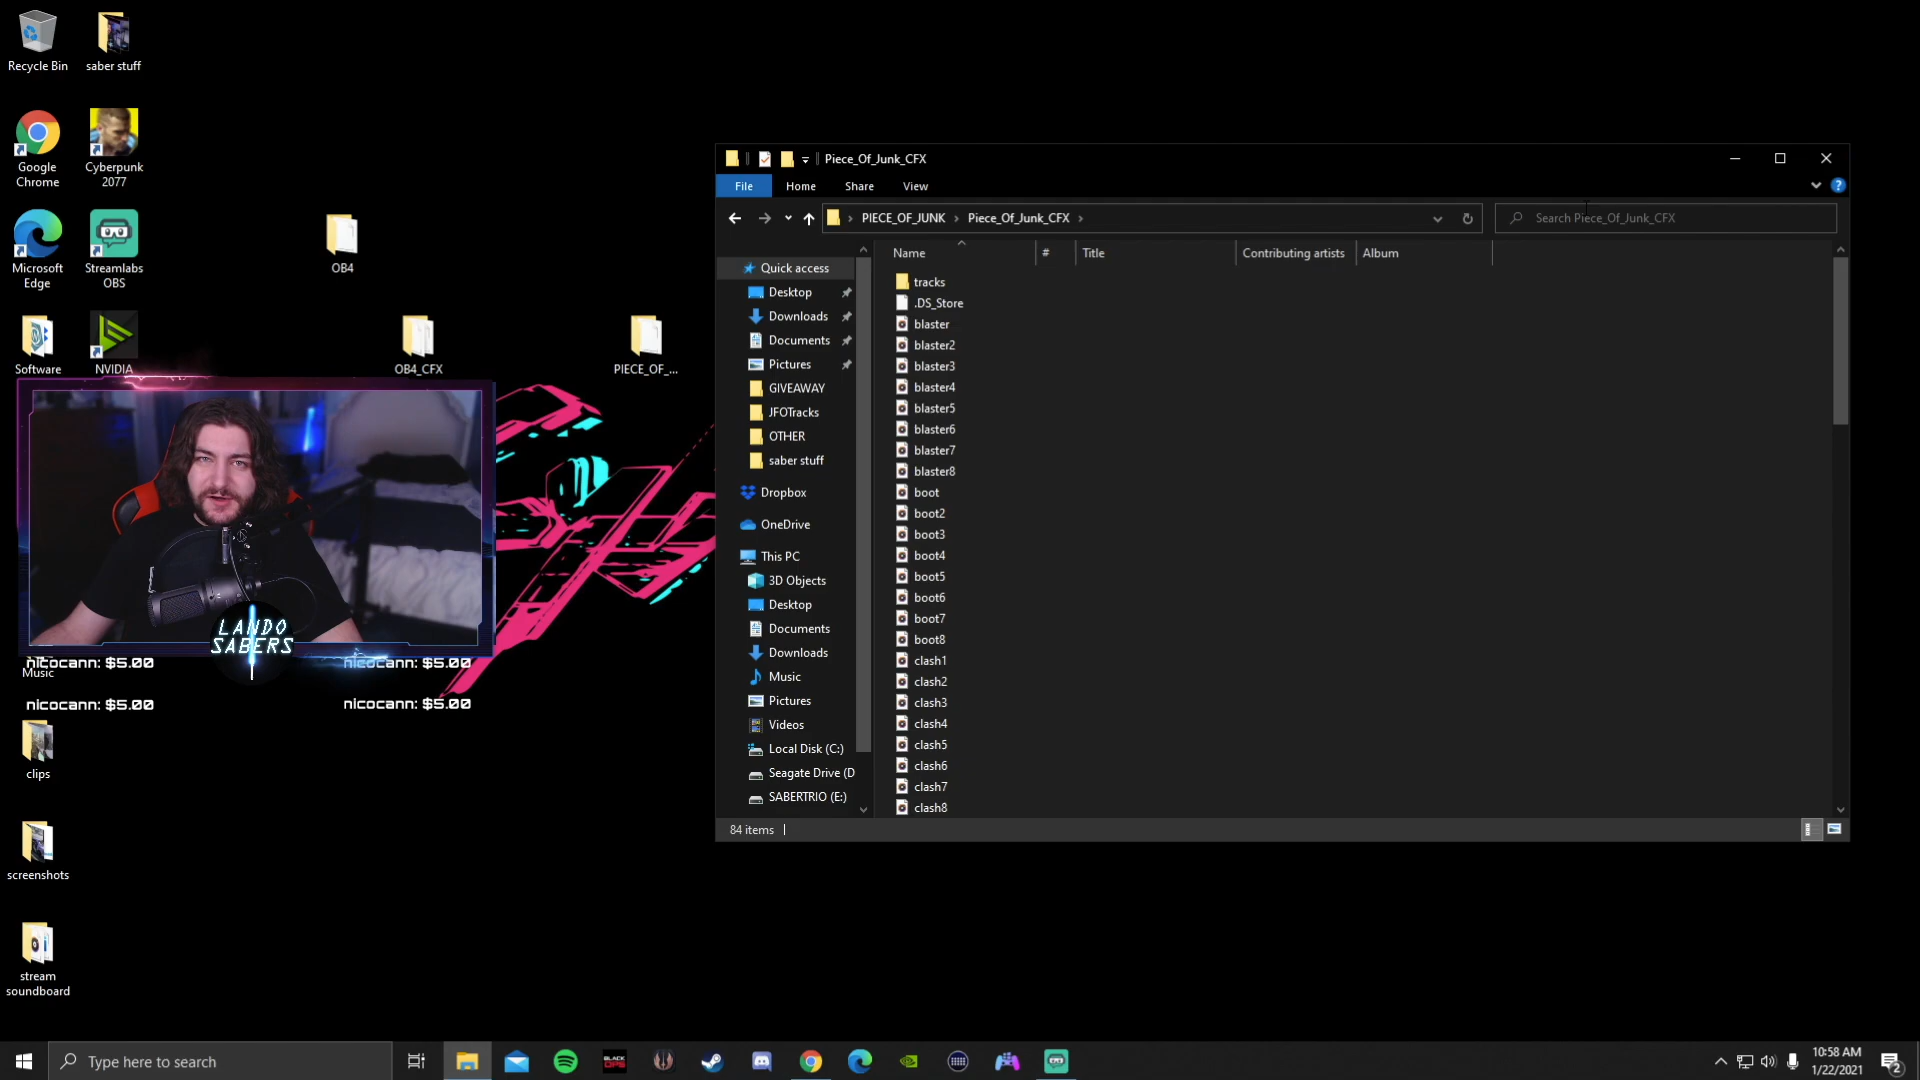 Recycle Bin
saber stuff
Google Chrome
Cyberpunk 2077
Microsoft Edge
Streamlabs OBS
OB4
Software
NVIDIA
OB4_CFX
PIECE_OF_...
LANDO
SABERS
nicocann: $5.00
nicocann: $5.00
Music
nicocann: $5.00
nicocann: $5.00
clips
screenshots
stream soundboard
Piece_Of_Junk_CFX
File
Home
Share
View
PIECE_OF_JUNK
Piece_Of_Junk_CFX
Search Piece_Of_Junk_CFX
Name
#
Title
Contributing artists
Album
Quick access
Desktop
Downloads
Documents
Pictures
GIVEAWAY
JFOTracks
OTHER
saber stuff
Dropbox
OneDrive
This PC
3D Objects
Desktop
Documents
Downloads
Music
Pictures
Videos
Local Disk (C:)
Seagate Drive (D
SABERTRIO (E:)
tracks
.DS_Store
blaster
blaster2
blaster3
blaster4
blaster5
blaster6
blaster7
blaster8
boot
boot2
boot3
boot4
boot5
boot6
boot7
boot8
clash1
clash2
clash3
clash4
clash5
clash6
clash7
clash8
84 items
Type here to search
BLACK OPS
10:58 AM
1/22/2021
2